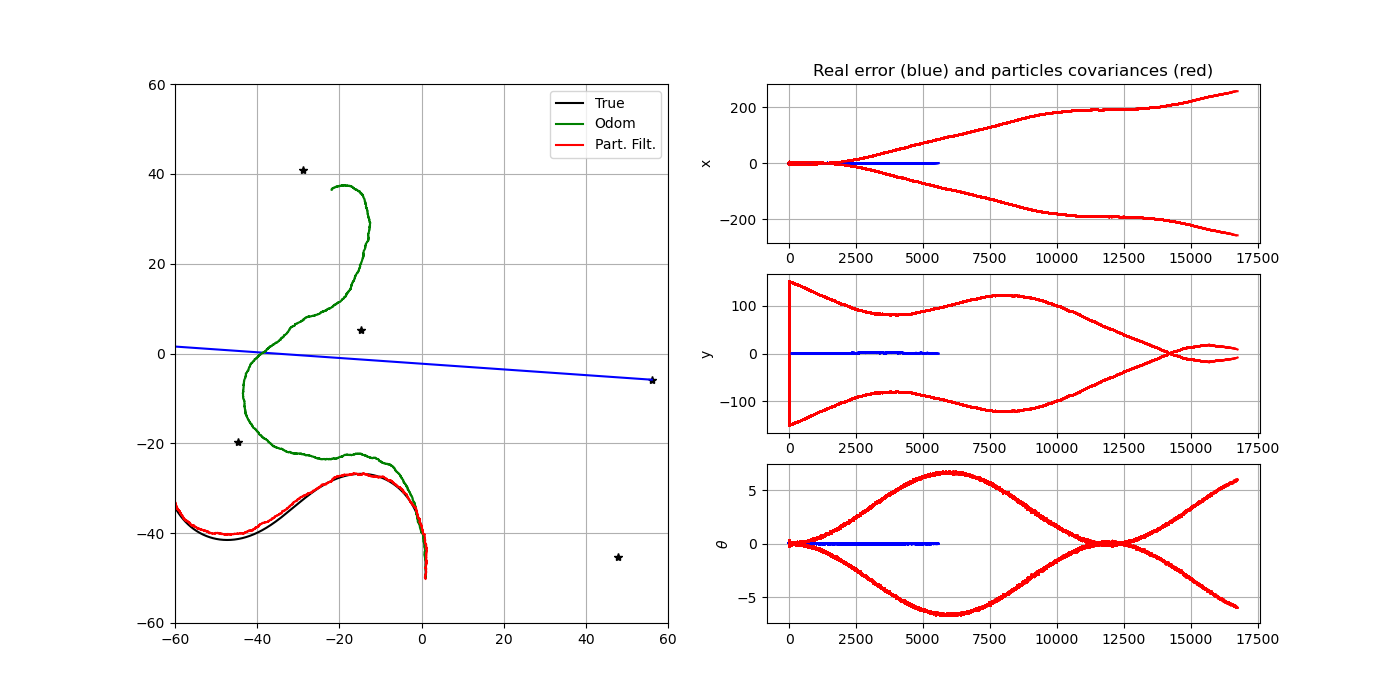 True
Odom
Part. Filt.
60
40
20
0
−20
−40
−60
−60 −40 −20 0 20 40 60
Real error (blue) and particles covariances (red)
x
200
0
−200
0 2500 5000 7500 10000 12500 15000 17500
y
100
0
−100
0 2500 5000 7500 10000 12500 15000 17500
θ
5
0
−5
0 2500 5000 7500 10000 12500 15000 17500